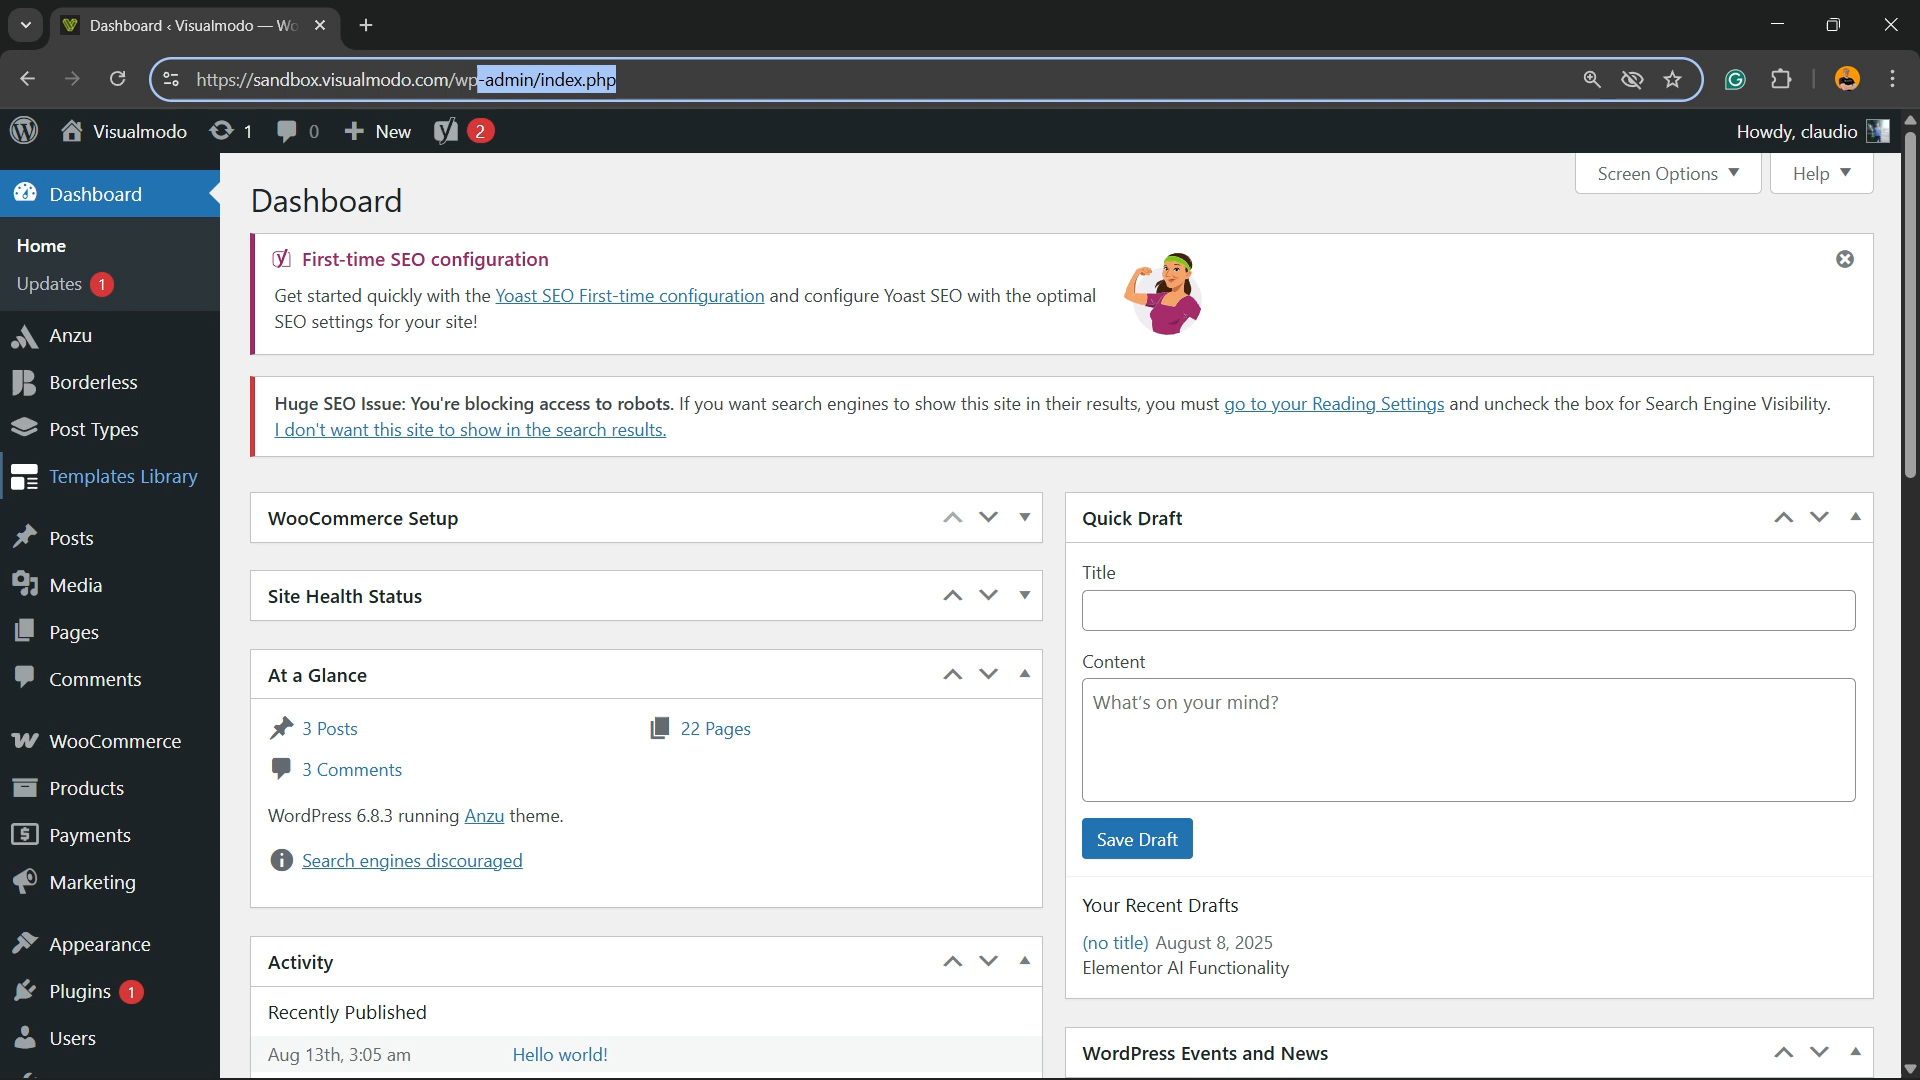 Dashboard ‹ Visualmodo — Wo
https://sandbox.visualmodo.com/wp-admin/index.php
Visualmodo
1
0
New
2
Howdy, claudio
Dashboard
Home
Updates 1
Anzu
Borderless
Post Types
Templates Library
Posts
Media
Pages
Comments
WooCommerce
Products
Payments
Marketing
Appearance
Plugins 1
Users
Screen Options
Help
Dashboard
First-time SEO configuration
Get started quickly with the Yoast SEO First-time configuration and configure Yoast SEO with the optimal
SEO settings for your site!
Huge SEO Issue: You're blocking access to robots. If you want search engines to show this site in their results, you must go to your Reading Settings and uncheck the box for Search Engine Visibility.
I don't want this site to show in the search results.
WooCommerce Setup
Site Health Status
At a Glance
3 Posts
22 Pages
3 Comments
WordPress 6.8.3 running Anzu theme.
Search engines discouraged
Activity
Recently Published
Aug 13th, 3:05 am
Hello world!
Quick Draft
Title
Content
What's on your mind?
Save Draft
Your Recent Drafts
(no title) August 8, 2025
Elementor AI Functionality
WordPress Events and News